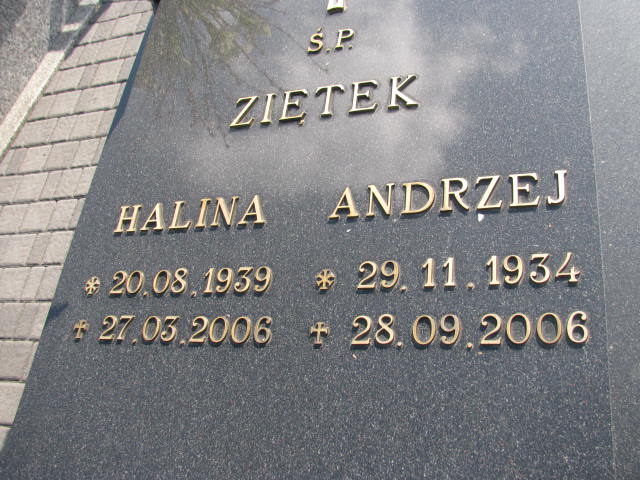 Ś.P.
ZIĘTEK
HALINA ANDRZEJ
* 20.08.1939 * 29.11.1934
✝ 27.03.2006 ✝ 28.09.2006